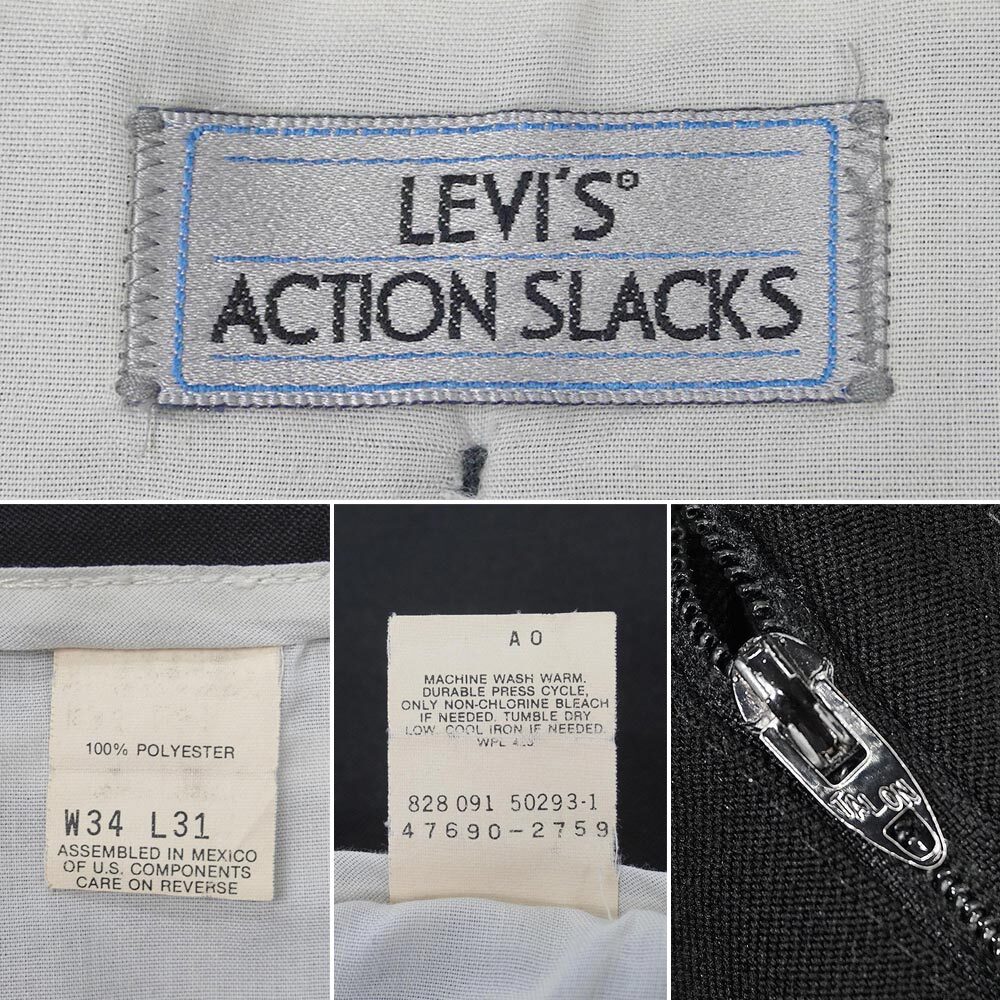 LEVI'S®
ACTION SLACKS
100% POLYESTER
W34 L31
ASSEMBLED IN MEXICO
OF U.S. COMPONENTS
CARE ON REVERSE
A O
MACHINE WASH WARM.
DURABLE PRESS CYCLE,
ONLY NON-CHLORINE BLEACH
IF NEEDED. TUMBLE DRY
LOW. COOL IRON IF NEEDED.
WPL
828 091 50293-1
47690-2759
TALON